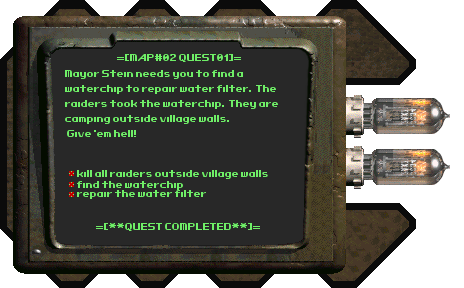 =[MAP#02 QUEST01]=
Mayor Stein needs you to find a
waterchip to repair water filter. The
raiders took the waterchip. They are
camping outside village walls.
Give 'em hell!
kill all raiders outside village walls
find the waterchip
repair the water filter
=[**QUEST COMPLETED**]=